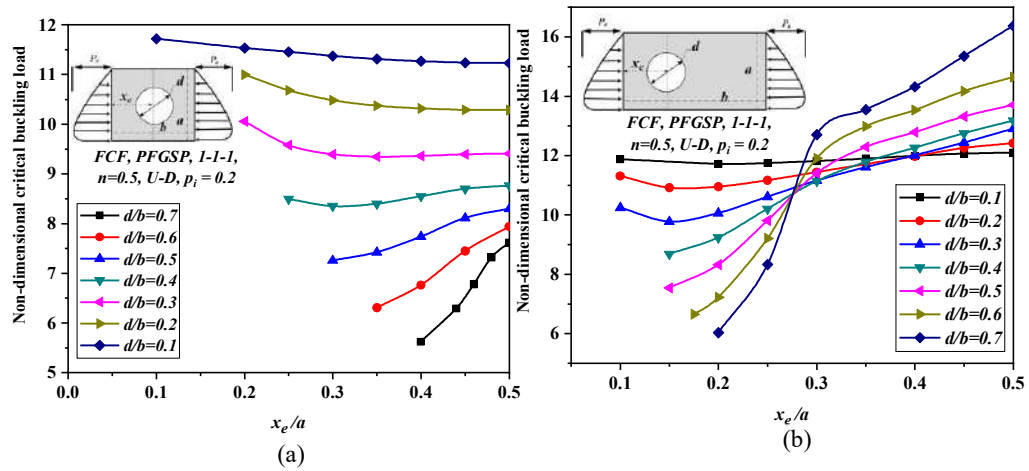 Non-dimensional critical buckling load
12
11
10
9
8
7
6
5
0.0 0.1 0.2 0.3 0.4 0.5
x_e/a
(a)
P_e P_e
x_e
d
a
b
FCF, PFGSP, 1-1-1,
n=0.5, U-D, p_i = 0.2
d/b=0.7
d/b=0.6
d/b=0.5
d/b=0.4
d/b=0.3
d/b=0.2
d/b=0.1
Non-dimensional critical buckling load
16
14
12
10
8
6
0.1 0.2 0.3 0.4 0.5
x_e/a
(b)
P_e P_e
x_e
d
a
b
FCF, PFGSP, 1-1-1,
n=0.5, U-D, p_i = 0.2
d/b=0.1
d/b=0.2
d/b=0.3
d/b=0.4
d/b=0.5
d/b=0.6
d/b=0.7